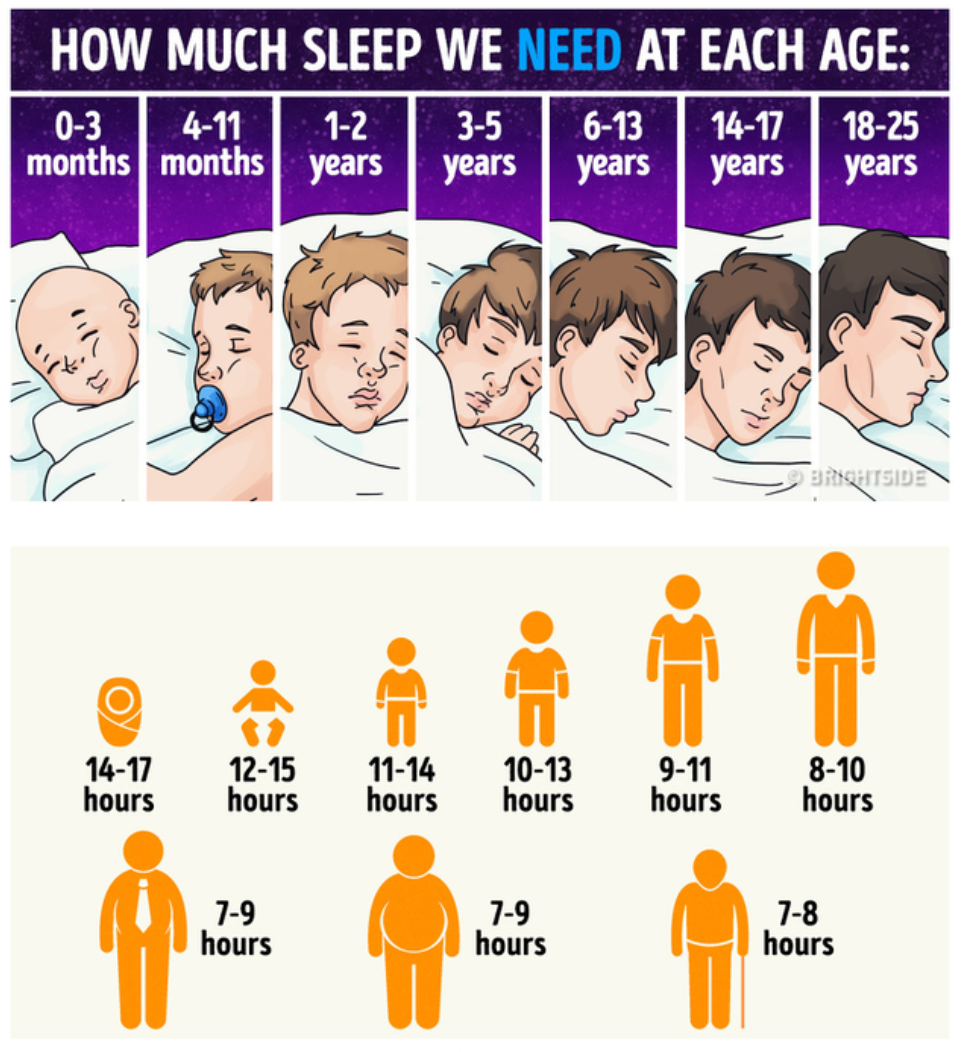 HOW MUCH SLEEP WE NEED AT EACH AGE:
0-3
months
4-11
months
1-2
years
3-5
years
6-13
years
14-17
years
18-25
years
© BRIGHTSIDE
14-17
hours
12-15
hours
11-14
hours
10-13
hours
9-11
hours
8-10
hours
7-9
hours
7-9
hours
7-8
hours